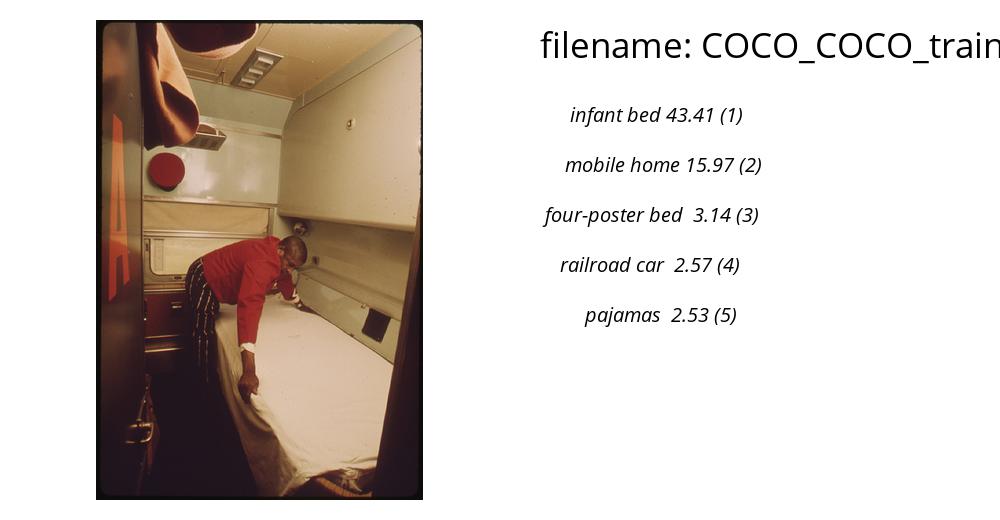 filename: COCO_COCO_train
infant bed 43.41 (1)
mobile home 15.97 (2)
four-poster bed 3.14 (3)
railroad car 2.57 (4)
pajamas 2.53 (5)
A